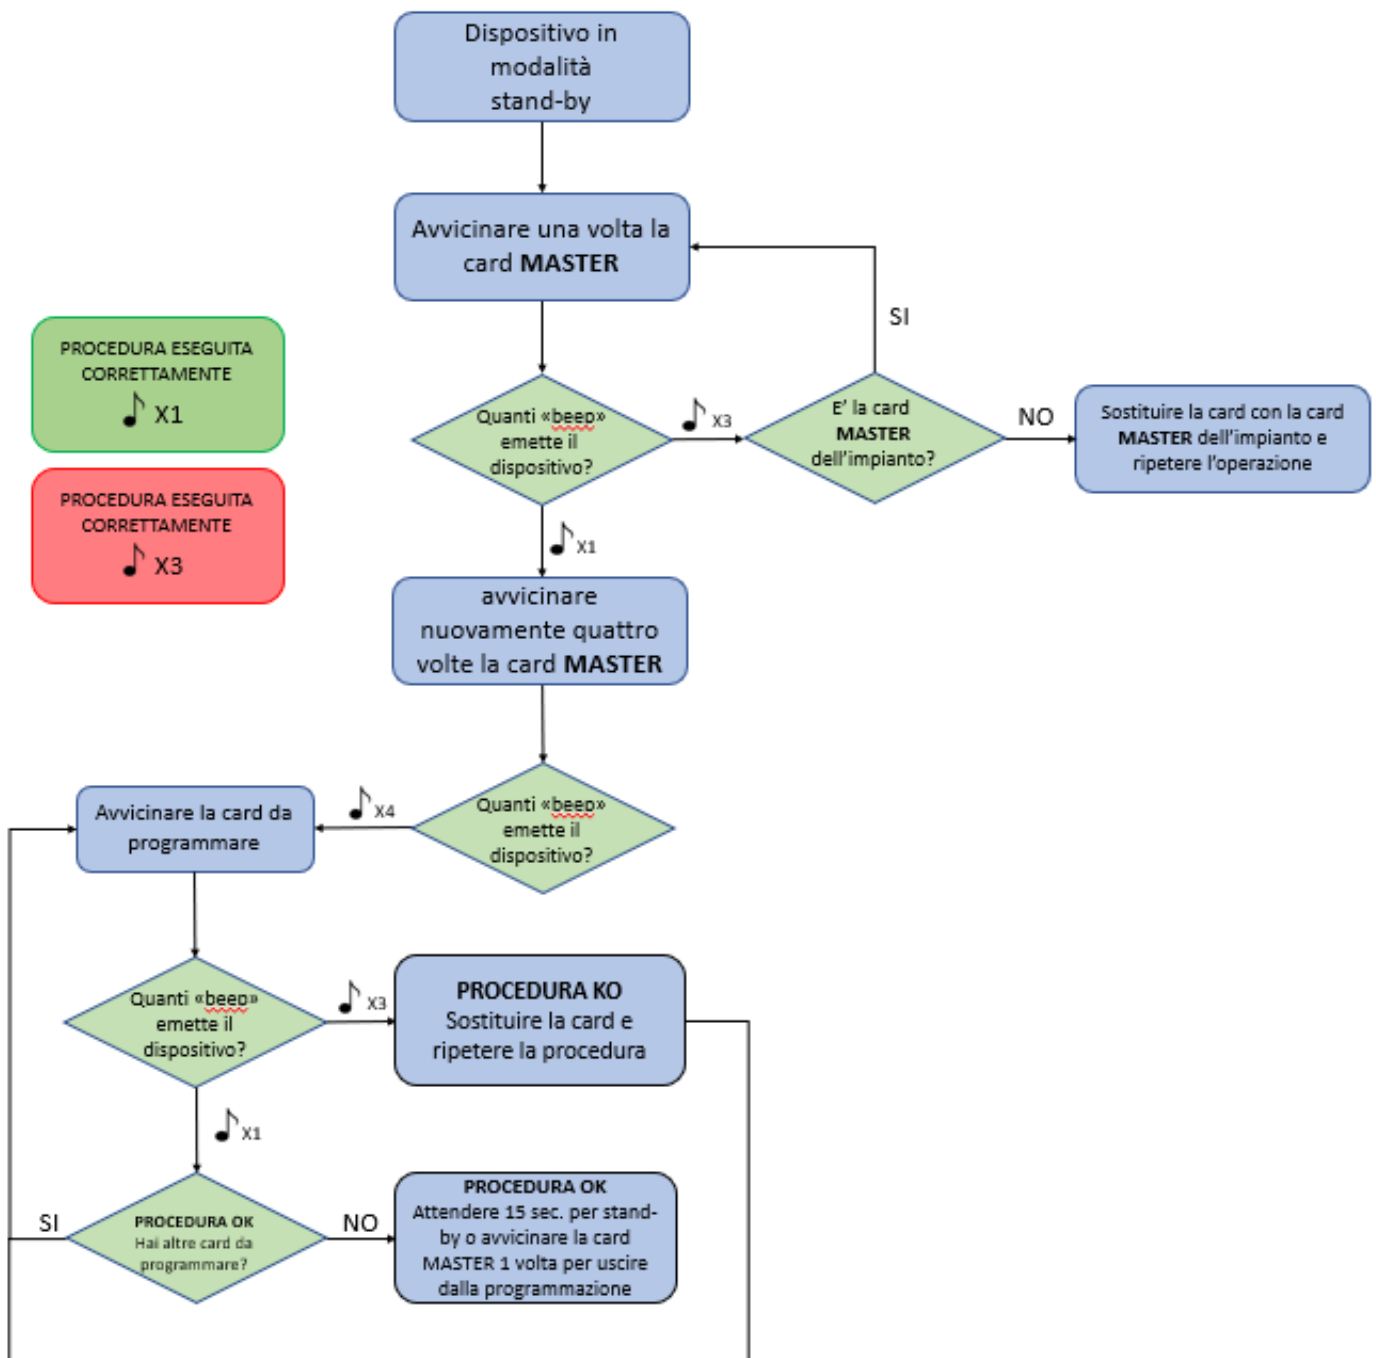 Dispositivo in
modalità
stand-by
Avvicinare una volta la
card MASTER
SI
PROCEDURA ESEGUITA
CORRETTAMENTE
♪ X1
Quanti «beep»
emette il
dispositivo?
♪ X3
E' la card
MASTER
dell'impianto?
NO
Sostituire la card con la card
MASTER dell'impianto e
ripetere l'operazione
PROCEDURA ESEGUITA
CORRETTAMENTE
♪ X3
♪ X1
avvicinare
nuovamente quattro
volte la card MASTER
Avvicinare la card da
programmare
♪ X4
Quanti «beep»
emette il
dispositivo?
Quanti «beep»
emette il
dispositivo?
♪ X3
PROCEDURA KO
Sostituire la card e
ripetere la procedura
♪ X1
SI
PROCEDURA OK
Hai altre card da
programmare?
NO
PROCEDURA OK
Attendere 15 sec. per stand-
by o avvicinare la card
MASTER 1 volta per uscire
dalla programmazione